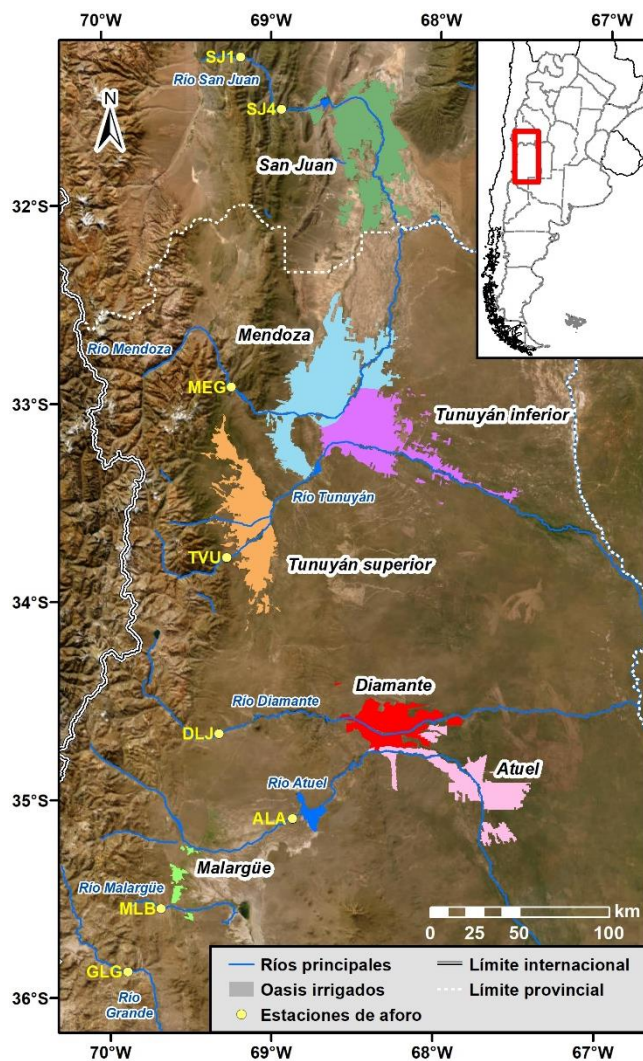 70°W 69°W 68°W 67°W
SJ1
Río San Juan
SJ4
N
San Juan
32°S
Mendoza
Río Mendoza
MEG
33°S
Tunuyán inferior
Río Tunuyán
TVU
Tunuyán superior
34°S
Diamante
Río Diamante
DLJ
Atuel
Río Atuel
35°S
ALA
Malargüe
Río Malargüe
MLB
km
0 25 50 100
GLG
Río
Grande
36°S
Ríos principales
Límite internacional
Oasis irrigados
Límite provincial
Estaciones de aforo
70°W 69°W 68°W 67°W